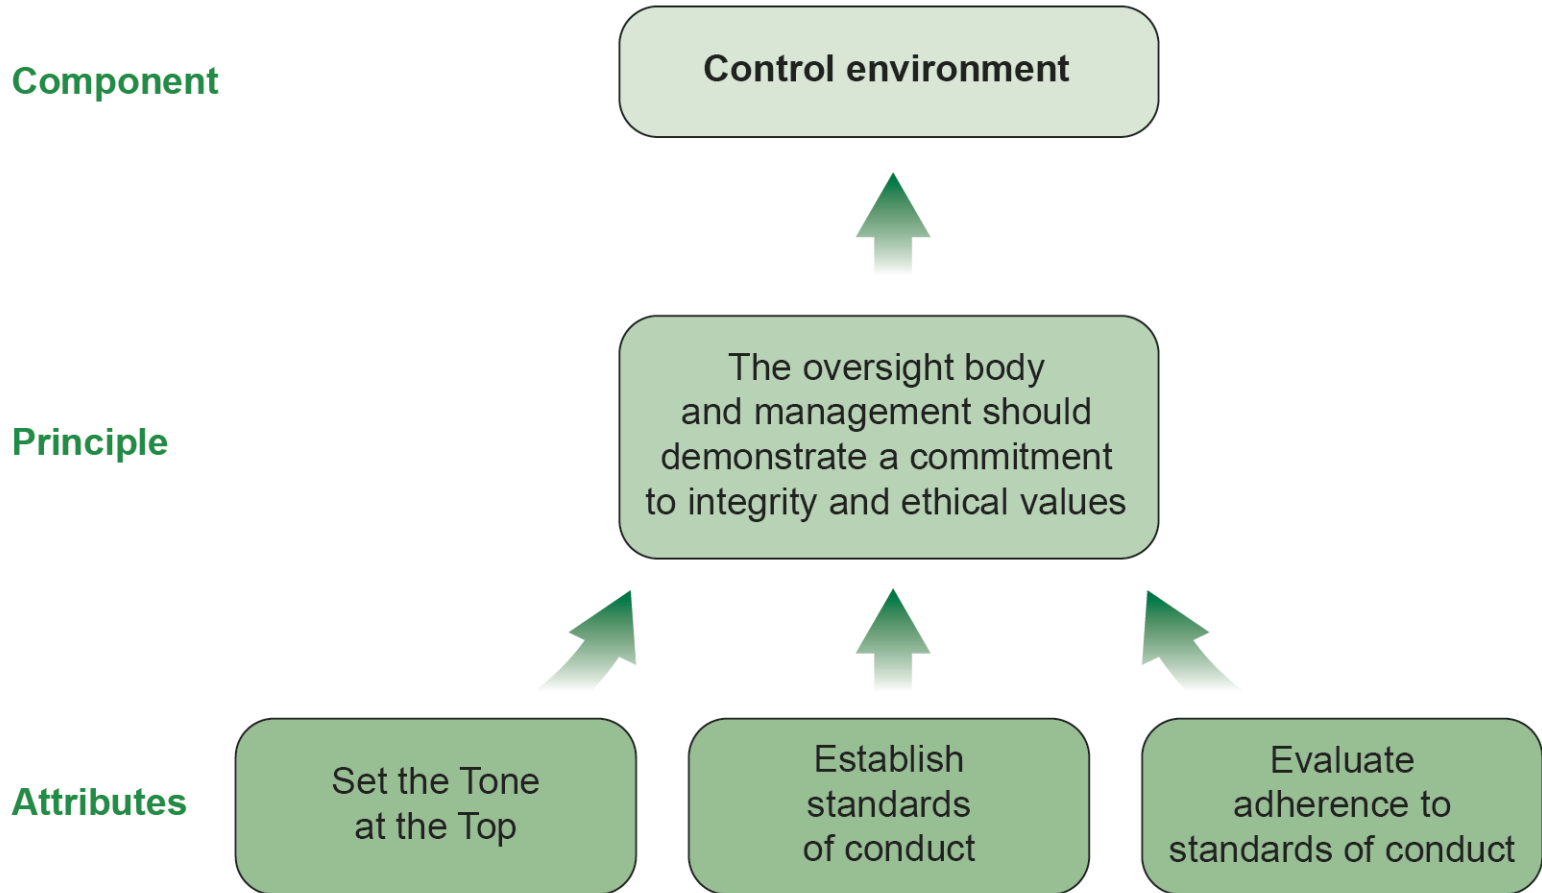 Component
Control environment
Principle
The oversight body
and management should
demonstrate a commitment
to integrity and ethical values
Attributes
Set the Tone
at the Top
Establish
standards
of conduct
Evaluate
adherence to
standards of conduct